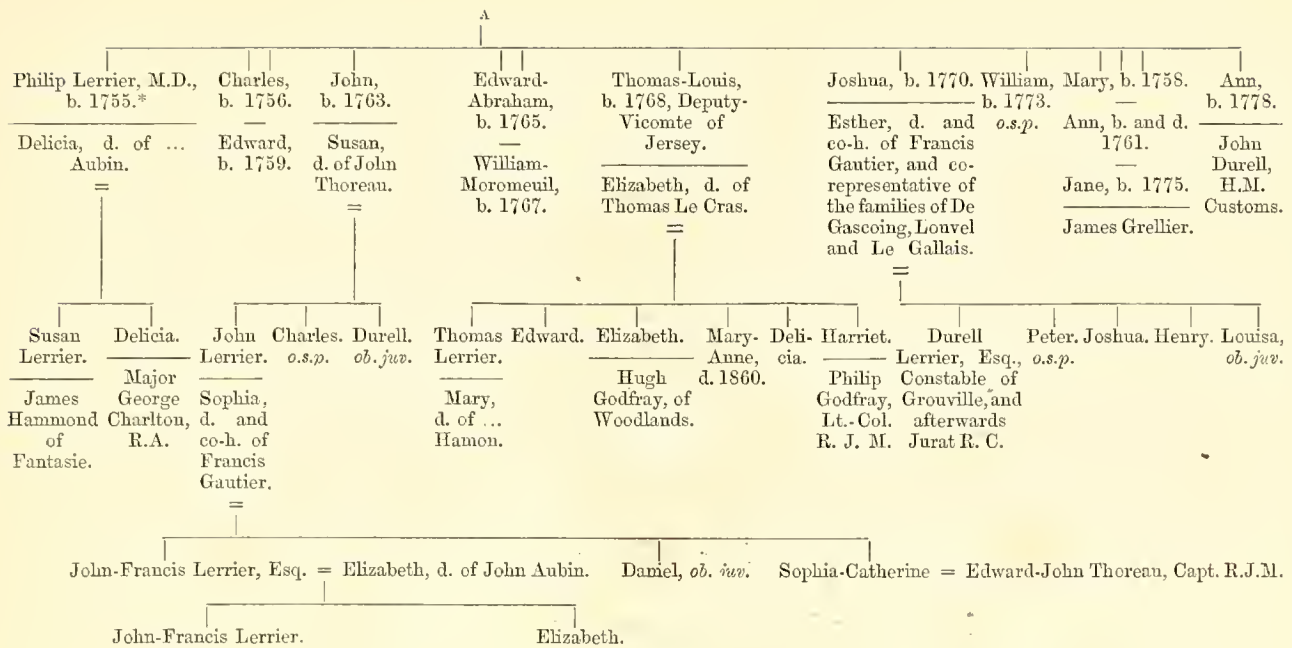 A
Philip Lerrier, M.D.,
b. 1755.*
Delicia, d. of ...
Aubin.
=
Charles,
b. 1756.
—
Edward,
b. 1759.
John,
b. 1763.
Susan,
d. of John
Thoreau.
=
Edward-
Abraham,
b. 1765.
—
William-
Moromeuil,
b. 1767.
Thomas-Louis,
b. 1768, Deputy-
Vicomte of
Jersey.
Elizabeth, d. of
Thomas Le Cras.
=
Joshua, b. 1770.
Esther, d. and
co-h. of Francis
Gautier, and co-
representative of
the families of De
Gascoing, Louvel
and Le Gallais.
=
William,
b. 1773.
o.s.p.
Mary, b. 1758.
—
Ann, b. and d.
1761.
—
Jane, b. 1775.
James Grellier.
Ann,
b. 1778.
John
Durell,
H.M.
Customs.
Susan
Lerrier.
James
Hammond
of
Fantasie.
Delicia.
Major
George
Charlton,
R.A.
John
Lerrier.
Sophia,
d. and
co-h. of
Francis
Gautier.
=
Charles.
o.s.p.
Durell.
ob. juv.
Thomas
Lerrier.
Mary,
d. of ...
Hamon.
Edward.
Elizabeth.
Hugh
Godfray, of
Woodlands.
Mary-
Anne,
d. 1860.
Deli-
cia.
Harriet.
Philip
Godfray,
Lt.-Col.
R. J. M.
Durell
Lerrier, Esq.,
Constable of
Grouville, and
afterwards
Jurat R. C.
Peter.
o.s.p.
Joshua.
Henry.
Louisa,
ob. juv.
John-Francis Lerrier, Esq. = Elizabeth, d. of John Aubin.
Daniel, ob. juv.
Sophia-Catherine = Edward-John Thoreau, Capt. R.J.M.
John-Francis Lerrier.
Elizabeth.